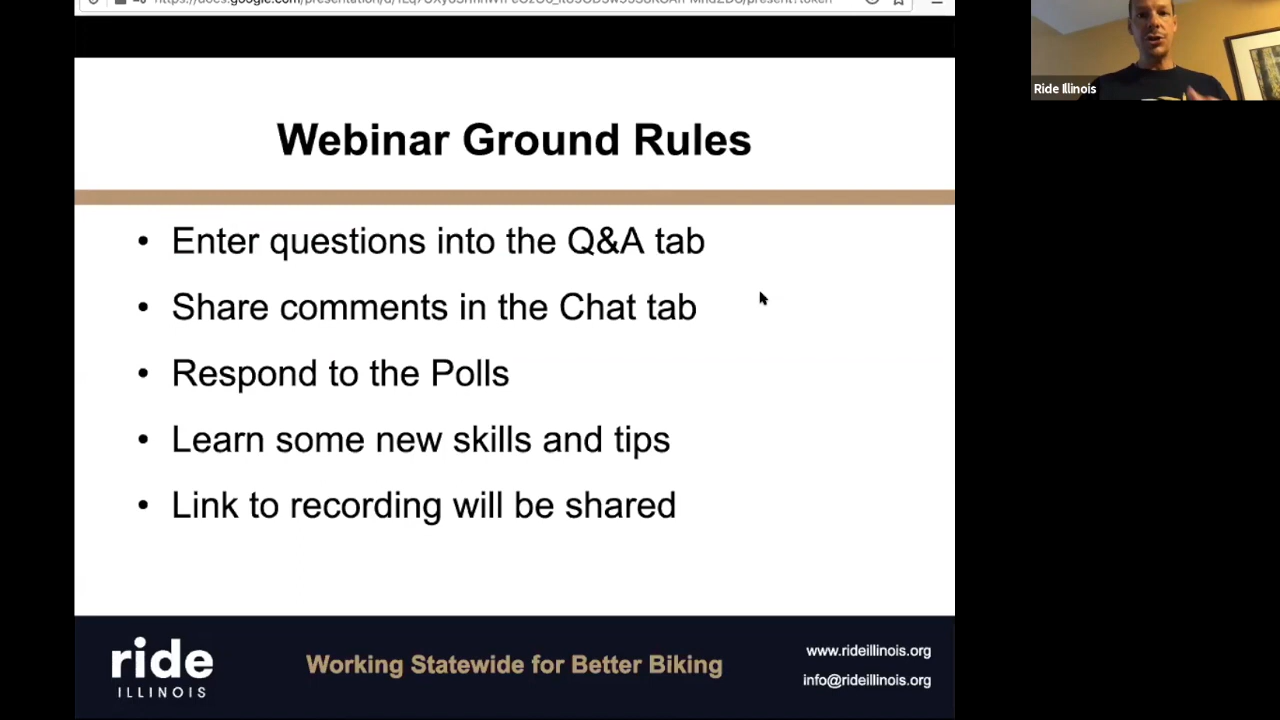 Ride Illinois
Webinar Ground Rules
• Enter questions into the Q&A tab
• Share comments in the Chat tab
• Respond to the Polls
• Learn some new skills and tips
• Link to recording will be shared
ride
ILLINOIS
Working Statewide for Better Biking
www.rideillinois.org
info@rideillinois.org